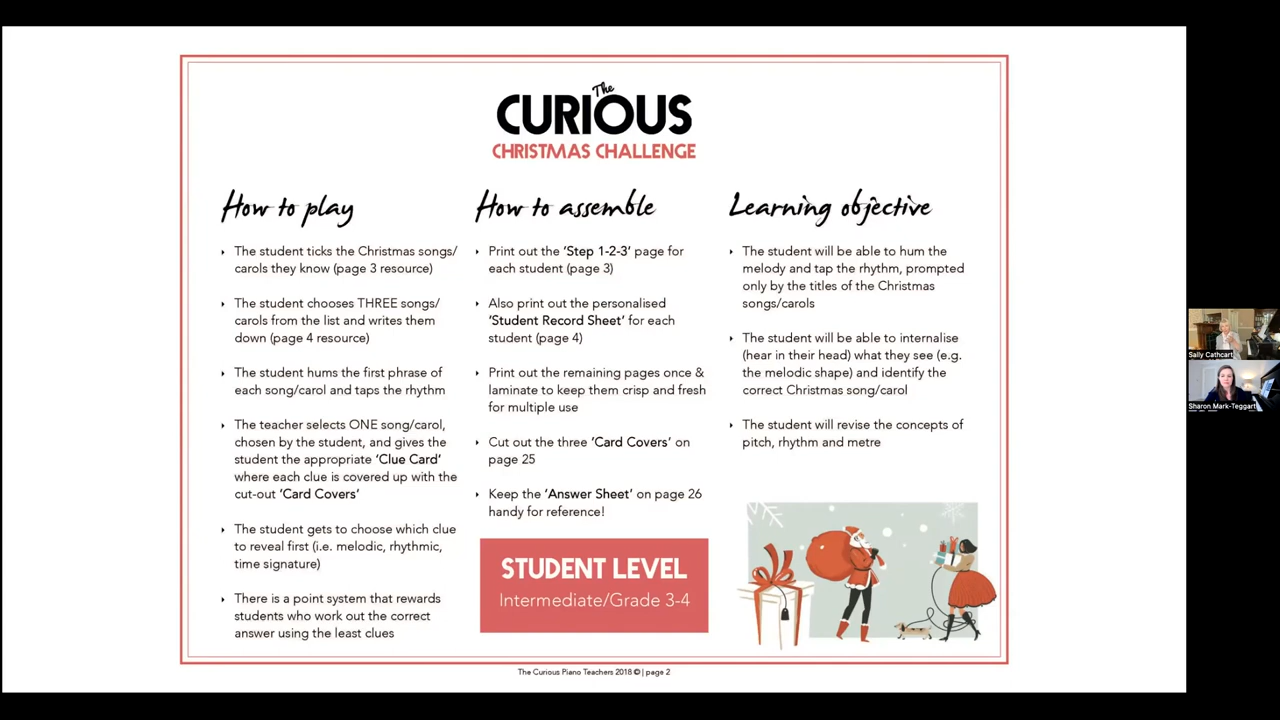 The
CURIOUS
CHRISTMAS CHALLENGE
How to play
‣ The student ticks the Christmas songs/
carols they know (page 3 resource)
‣ The student chooses THREE songs/
carols from the list and writes them
down (page 4 resource)
‣ The student hums the first phrase of
each song/carol and taps the rhythm
‣ The teacher selects ONE song/carol,
chosen by the student, and gives the
student the appropriate ‘Clue Card’
where each clue is covered up with the
cut-out ‘Card Covers’
‣ The student gets to choose which clue
to reveal first (i.e. melodic, rhythmic,
time signature)
‣ There is a point system that rewards
students who work out the correct
answer using the least clues
How to assemble
‣ Print out the ‘Step 1-2-3’ page for
each student (page 3)
‣ Also print out the personalised
‘Student Record Sheet’ for each
student (page 4)
‣ Print out the remaining pages once &
laminate to keep them crisp and fresh
for multiple use
‣ Cut out the three ‘Card Covers’ on
page 25
‣ Keep the ‘Answer Sheet’ on page 26
handy for reference!
STUDENT LEVEL
Intermediate/Grade 3-4
Learning objective
‣ The student will be able to hum the
melody and tap the rhythm, prompted
only by the titles of the Christmas
songs/carols
‣ The student will be able to internalise
(hear in their head) what they see (e.g.
the melodic shape) and identify the
correct Christmas song/carol
‣ The student will revise the concepts of
pitch, rhythm and metre
The Curious Piano Teachers 2018 © | page 2
Sally Cathcart
Sharon Mark-Teggart